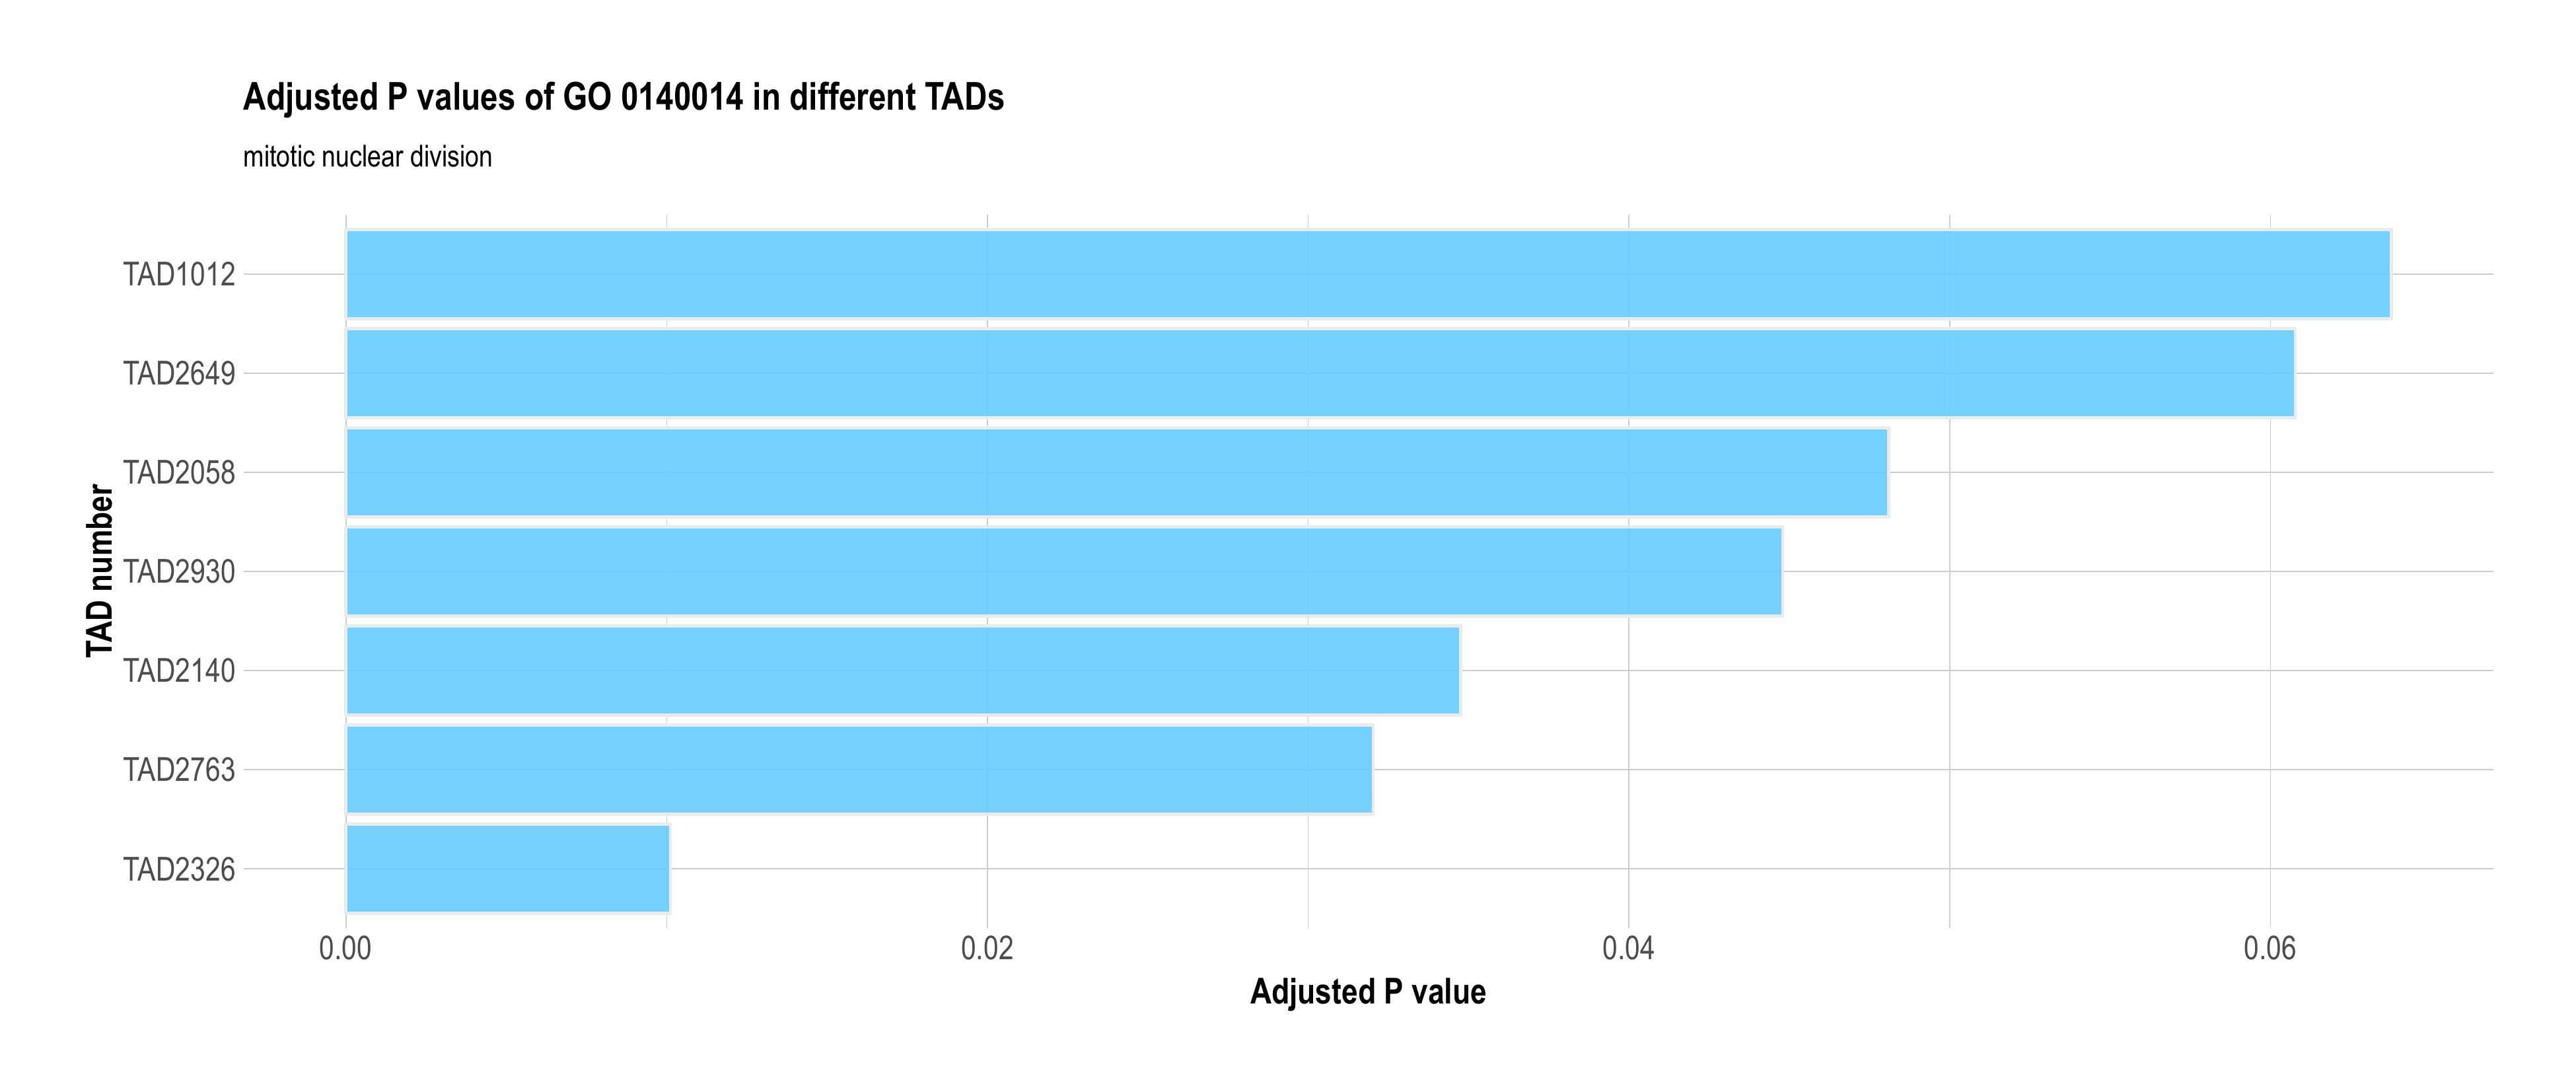 Adjusted P values of GO 0140014 in different TADs
mitotic nuclear division
TAD number
TAD1012
TAD2649
TAD2058
TAD2930
TAD2140
TAD2763
TAD2326
0.00 0.02 0.04 0.06
Adjusted P value